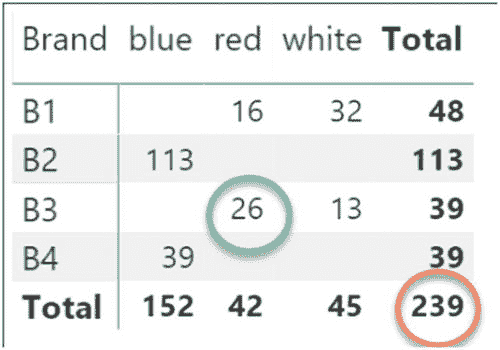 Brand blue red white Total
B1 16 32 48
B2 113 113
B3 26 13 39
B4 39 39
Total 152 42 45 239